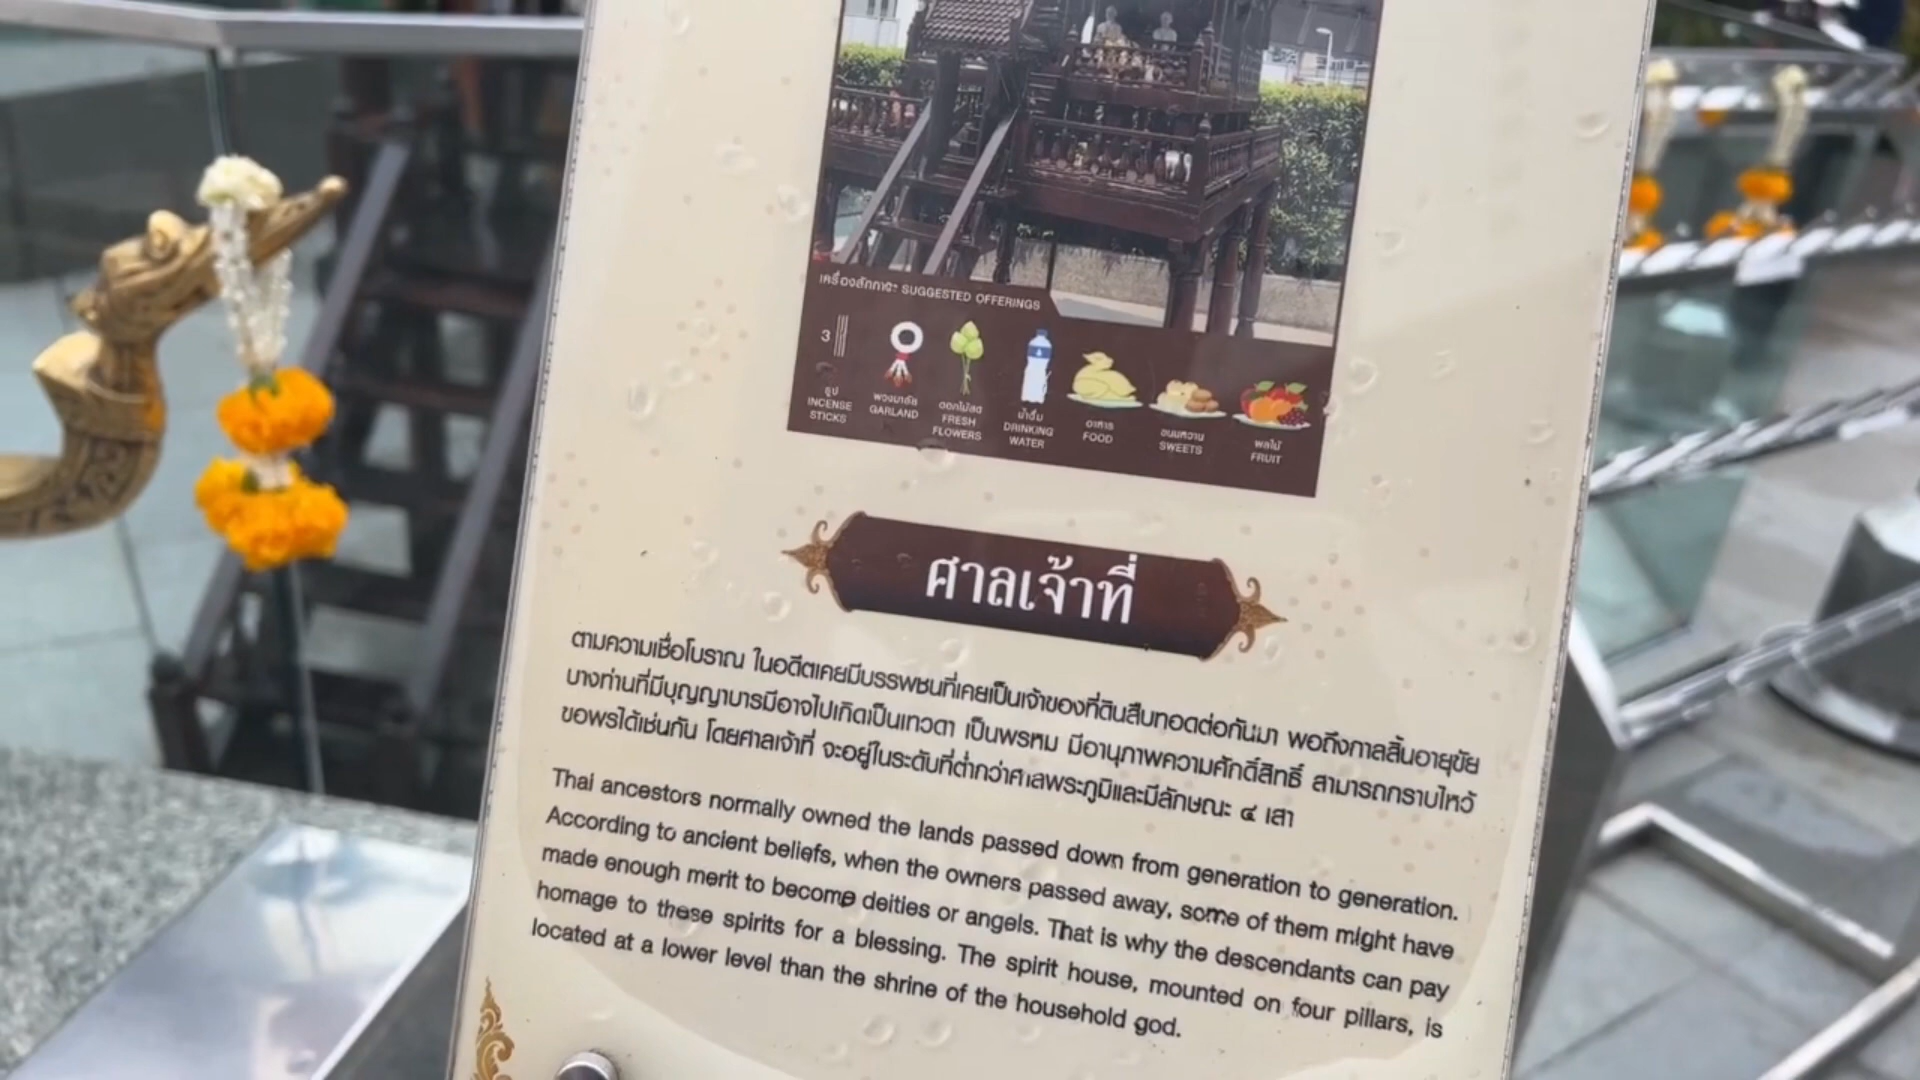 เครื่องสักการะ SUGGESTED OFFERINGS
3
ธูป
INCENSE
STICKS
พวงมาลัย
GARLAND
ดอกไม้สด
FRESH
FLOWERS
น้ำดื่ม
DRINKING
WATER
อาหาร
FOOD
ขนมหวาน
SWEETS
ผลไม้
FRUIT
ศาลเจ้าที่
ตามความเชื่อโบราณ ในอดีตเคยมีบรรพชนที่เคยเป็นเจ้าของที่ดินสืบทอดต่อกันมา พอถึงกาลสิ้นอายุขัย
บางท่านที่มีบุญญาบารมีอาจไปเกิดเป็นเทวดา เป็นพรหม มีอานุภาพความศักดิ์สิทธิ์ สามารถกราบไหว้
ขอพรได้เช่นกัน โดยศาลเจ้าที่ จะอยู่ในระดับที่ต่ำกว่าศาลพระภูมิและมีลักษณะ ๔ เสา
Thai ancestors normally owned the lands passed down from generation to generation.
According to ancient beliefs, when the owners passed away, some of them might have
made enough merit to become deities or angels. That is why the descendants can pay
homage to these spirits for a blessing. The spirit house, mounted on four pillars, is
located at a lower level than the shrine of the household god.